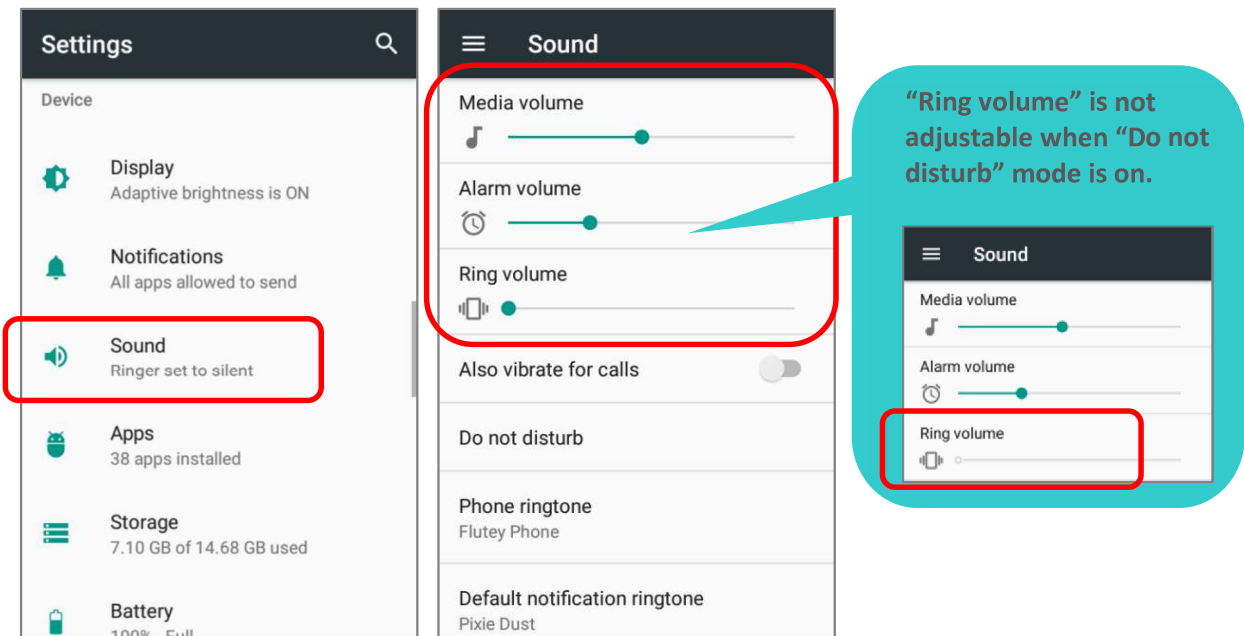 Settings
Device
Display
Adaptive brightness is ON
Notifications
All apps allowed to send
Sound
Ringer set to silent
Apps
38 apps installed
Storage
7.10 GB of 14.68 GB used
Battery
Sound
Media volume
Alarm volume
Ring volume
Also vibrate for calls
Do not disturb
Phone ringtone
Flutey Phone
Default notification ringtone
Pixie Dust
“Ring volume” is not
adjustable when “Do not
disturb” mode is on.
Sound
Media volume
Alarm volume
Ring volume